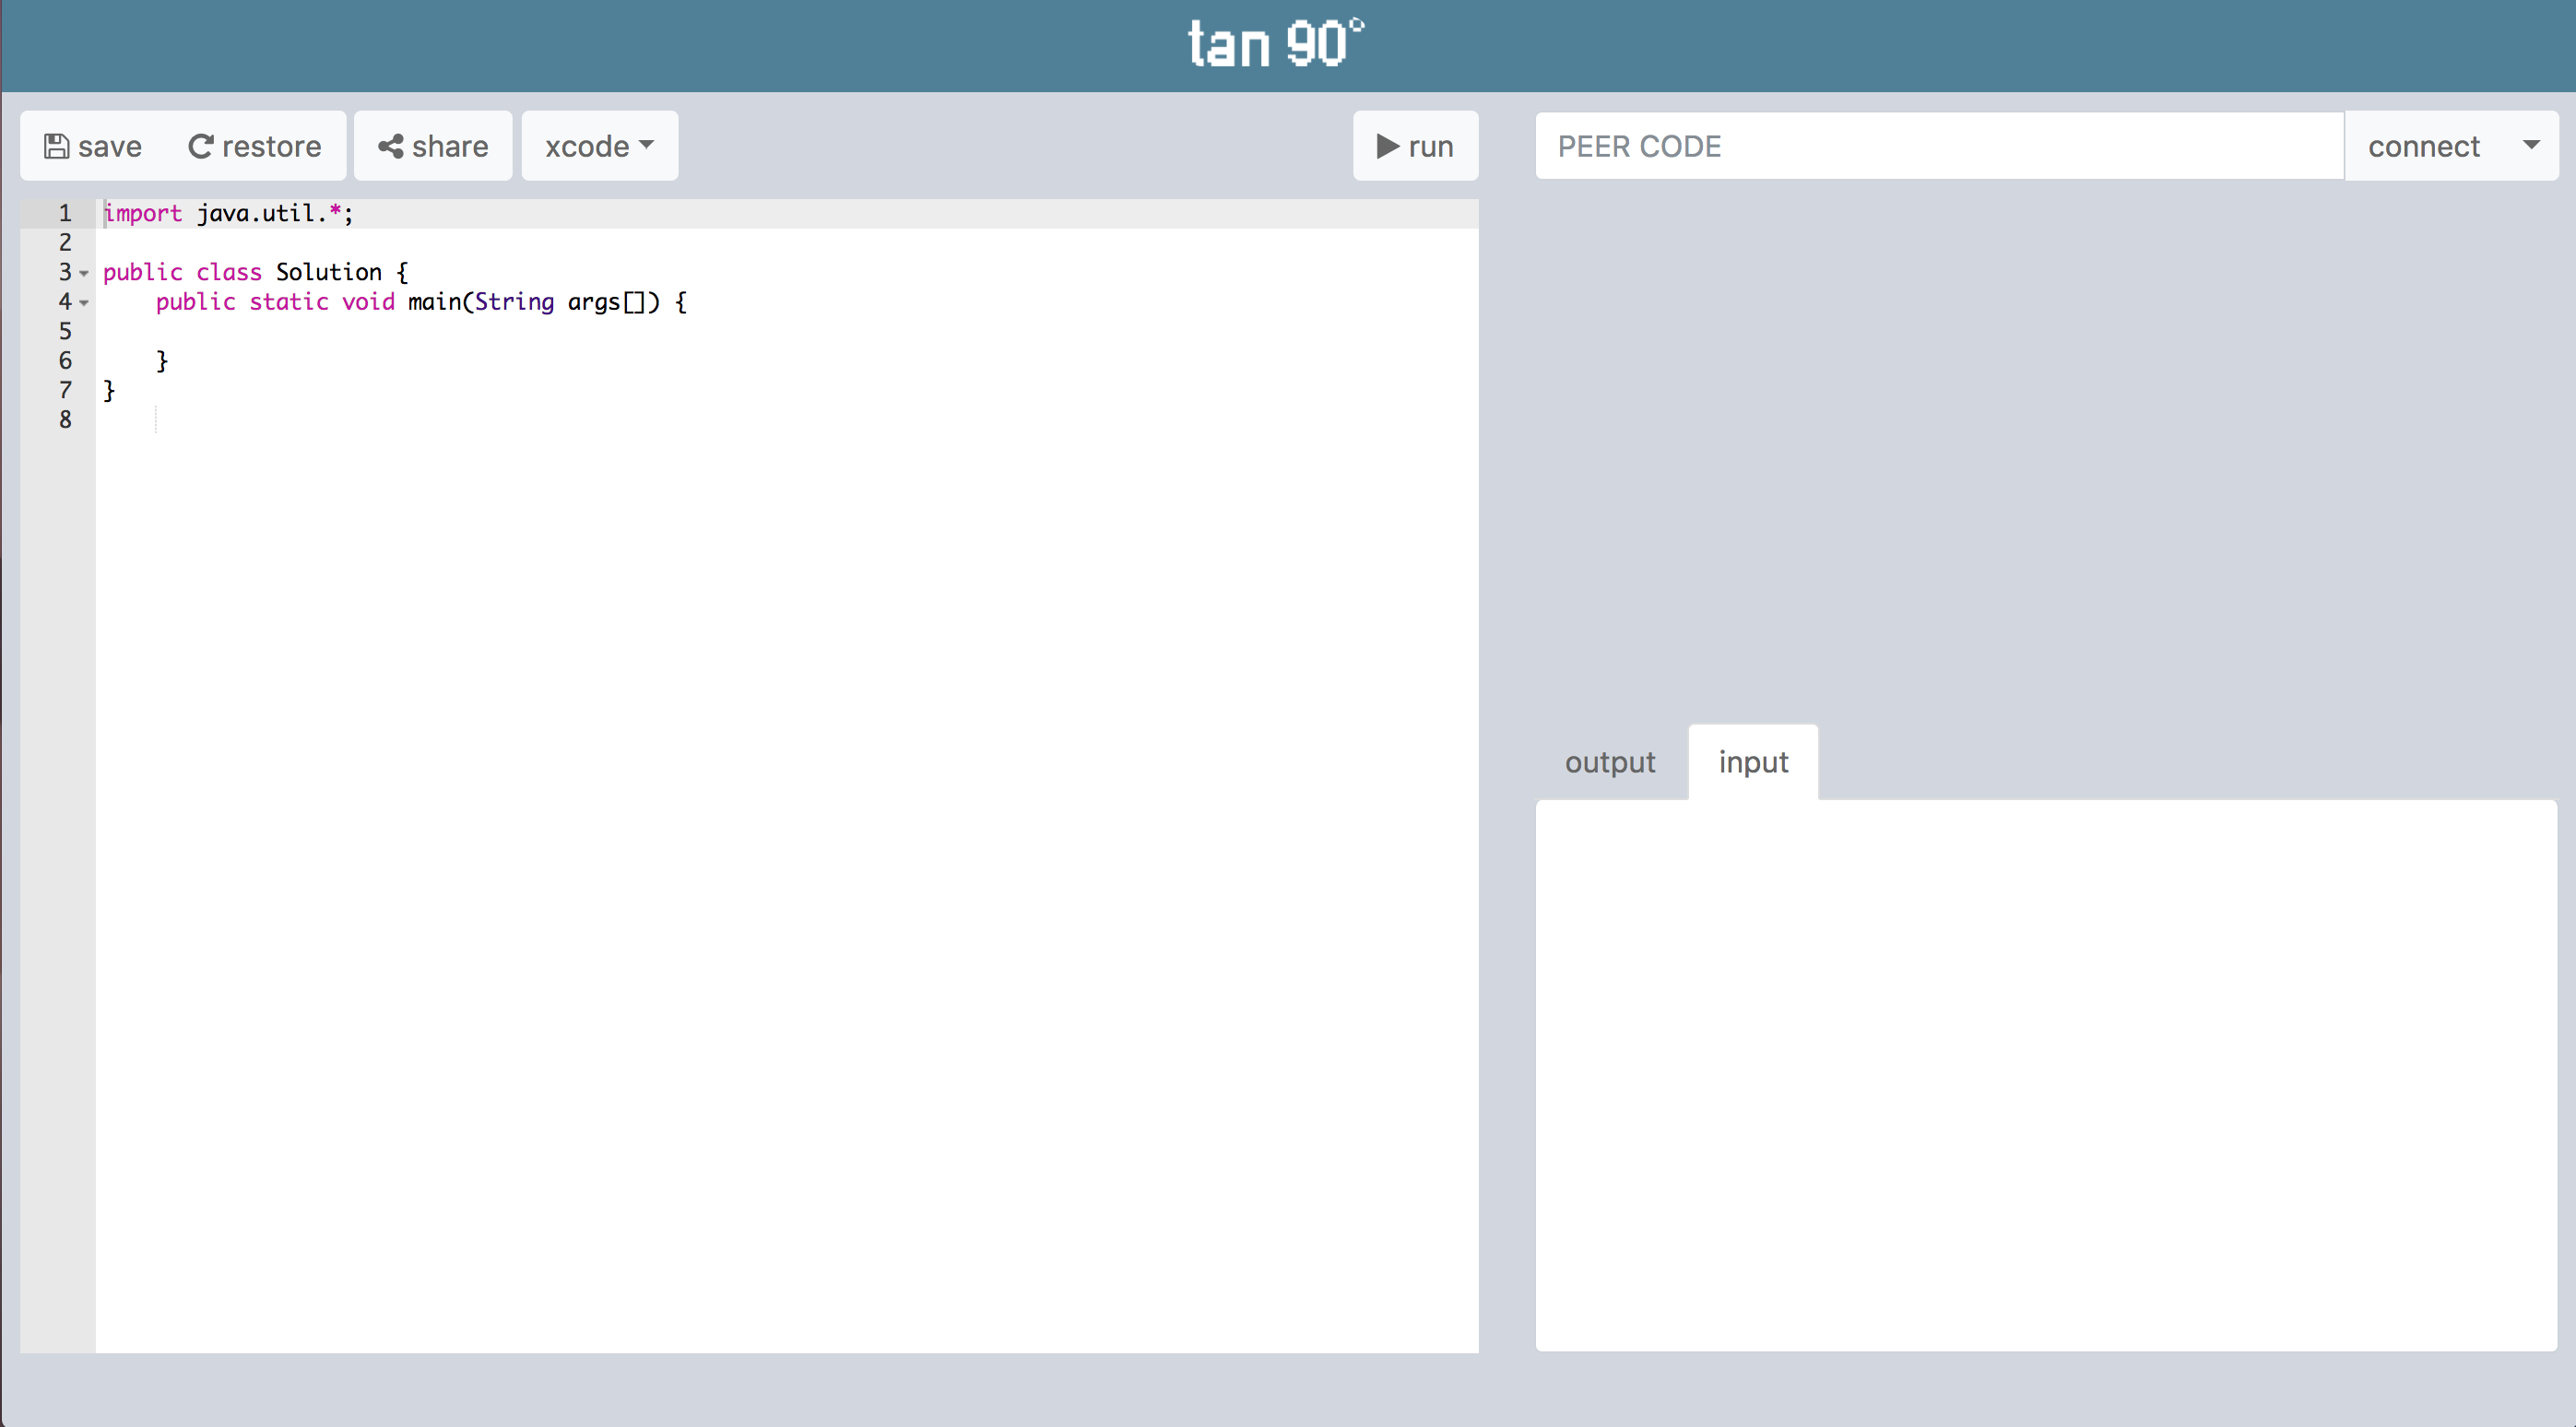 tan 90°
save restore share xcode run PEER CODE connect
1 import java.util.*;
2
3 public class Solution {
4 public static void main(String args[]) {
5
6 }
7 }
8
output input